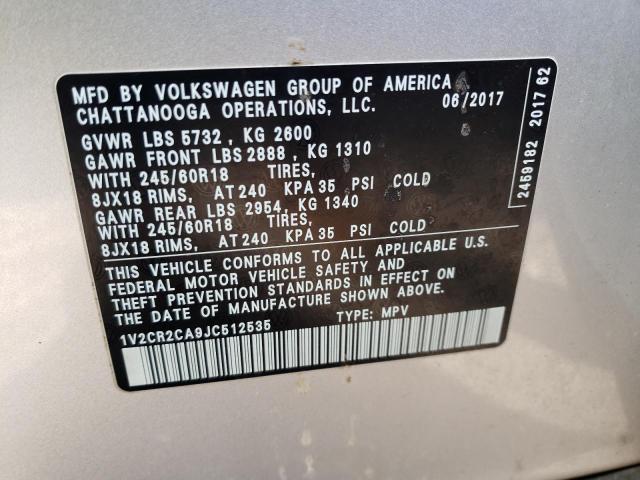 MFD BY VOLKSWAGEN GROUP OF AMERICA
CHATTANOOGA OPERATIONS, LLC. 06/2017
GVWR LBS 5732 , KG 2600
GAWR FRONT LBS 2888 , KG 1310
WITH 245/60R18 TIRES,
8JX18 RIMS, AT 240 KPA 35 PSI COLD
GAWR REAR LBS 2954, KG 1340
WITH 245/60R18 TIRES,
8JX18 RIMS, AT 240 KPA 35 PSI COLD
THIS VEHICLE CONFORMS TO ALL APPLICABLE U.S.
FEDERAL MOTOR VEHICLE SAFETY AND
THEFT PREVENTION STANDARDS IN EFFECT ON
THE DATE OF MANUFACTURE SHOWN ABOVE.
1V2CR2CA9JC512535 TYPE: MPV
2459182 2017 62